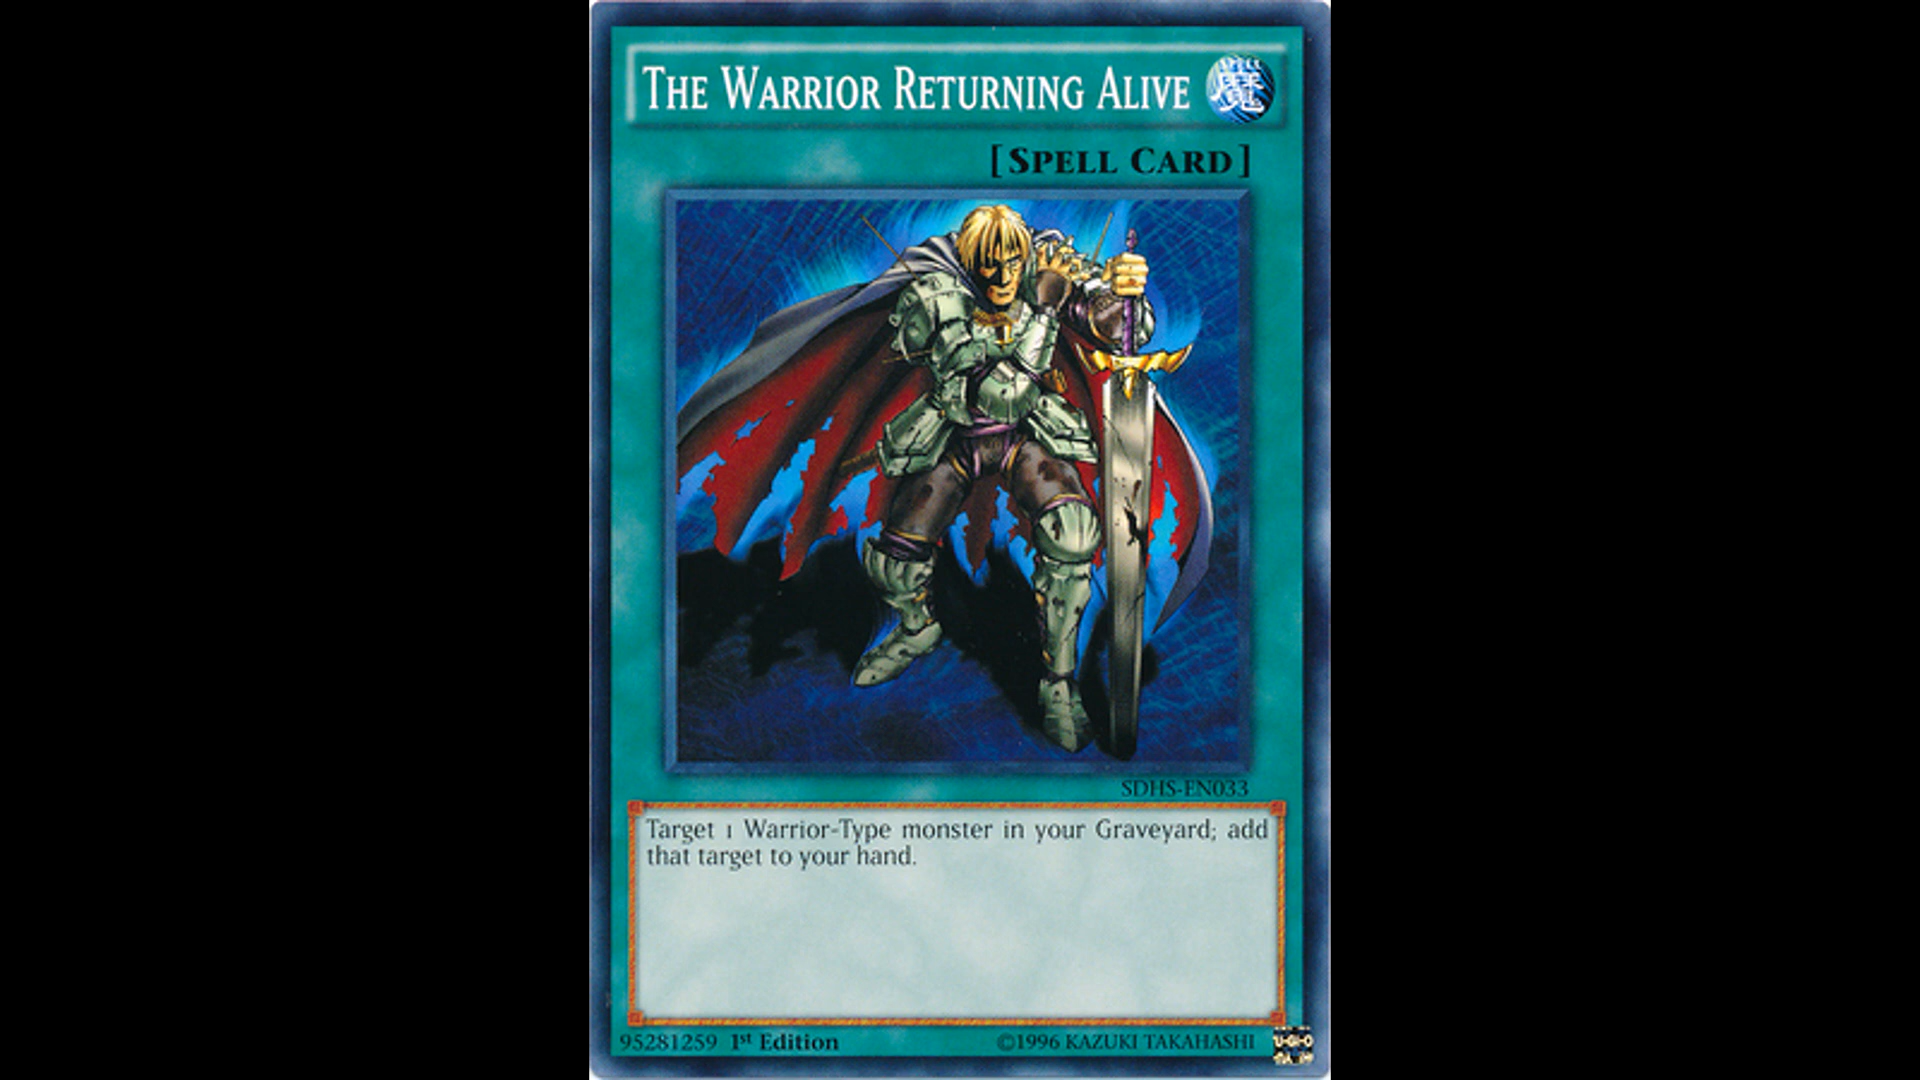 THE WARRIOR RETURNING ALIVE
SPELL
魔
[SPELL CARD]
SDHS-EN033
Target 1 Warrior-Type monster in your Graveyard; add
that target to your hand.
95281259 1st Edition ©1996 KAZUKI TAKAHASHI